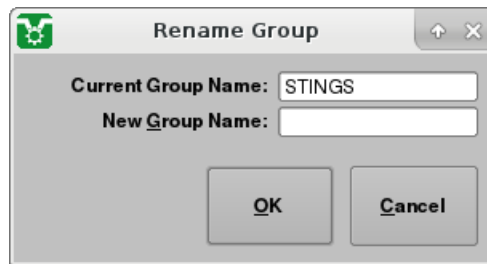 Rename Group
Current Group Name: STINGS
New Group Name:
OK Cancel